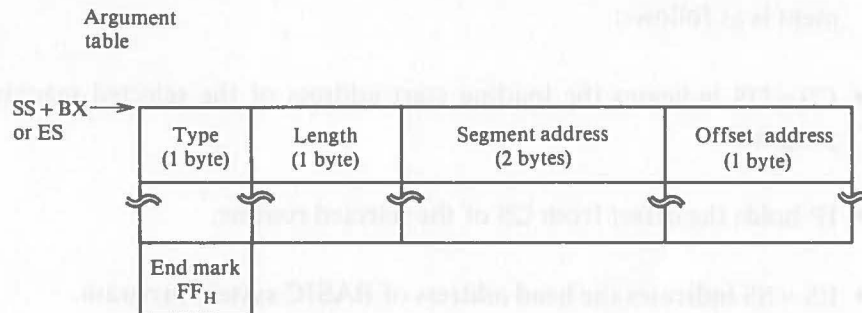 Argument
table
SS + BX
or ES
Type
(1 byte)
Length
(1 byte)
Segment address
(2 bytes)
Offset address
(1 byte)
End mark
FF_H